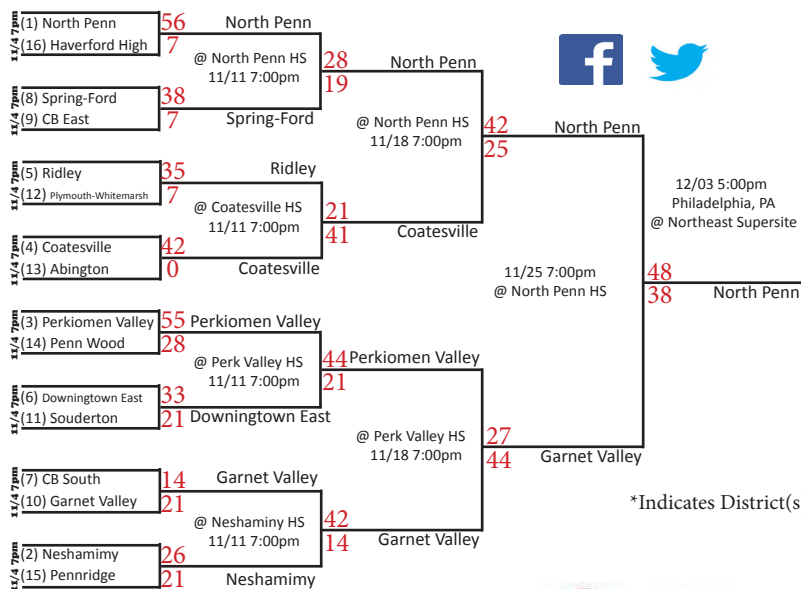 11/4 7pm
(1) North Penn 56
(16) Haverford High 7
North Penn
@ North Penn HS
11/11 7:00pm
11/4 7pm
(8) Spring-Ford 38
(9) CB East 7
Spring-Ford
28
19
North Penn
@ North Penn HS
11/18 7:00pm
11/4 7pm
(5) Ridley 35
(12) Plymouth-Whitemarsh 7
Ridley
@ Coatesville HS
11/11 7:00pm
11/4 7pm
(4) Coatesville 42
(13) Abington 0
Coatesville
21
41
Coatesville
42
25
North Penn
11/25 7:00pm
@ North Penn HS
11/4 7pm
(3) Perkiomen Valley 55
(14) Penn Wood 28
Perkiomen Valley
@ Perk Valley HS
11/11 7:00pm
11/4 7pm
(6) Downingtown East 33
(11) Souderton 21
Downingtown East
44
21
Perkiomen Valley
@ Perk Valley HS
11/18 7:00pm
11/4 7pm
(7) CB South 14
(10) Garnet Valley 21
Garnet Valley
@ Neshaminy HS
11/11 7:00pm
11/4 7pm
(2) Neshamimy 26
(15) Pennridge 21
Neshamimy
42
14
Garnet Valley
27
44
Garnet Valley
12/03 5:00pm
Philadelphia, PA
@ Northeast Supersite
48
38
North Penn
*Indicates District(s